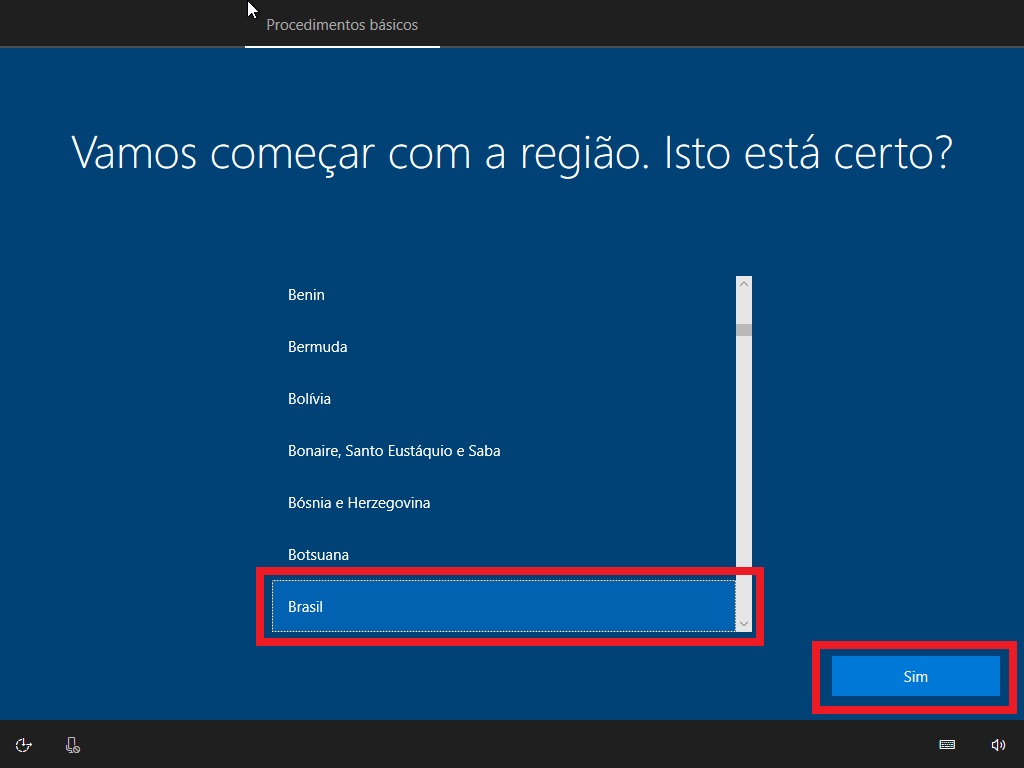 Procedimentos básicos
Vamos começar com a região. Isto está certo?
Benin
Bermuda
Bolívia
Bonaire, Santo Eustáquio e Saba
Bósnia e Herzegovina
Botsuana
Brasil
Sim